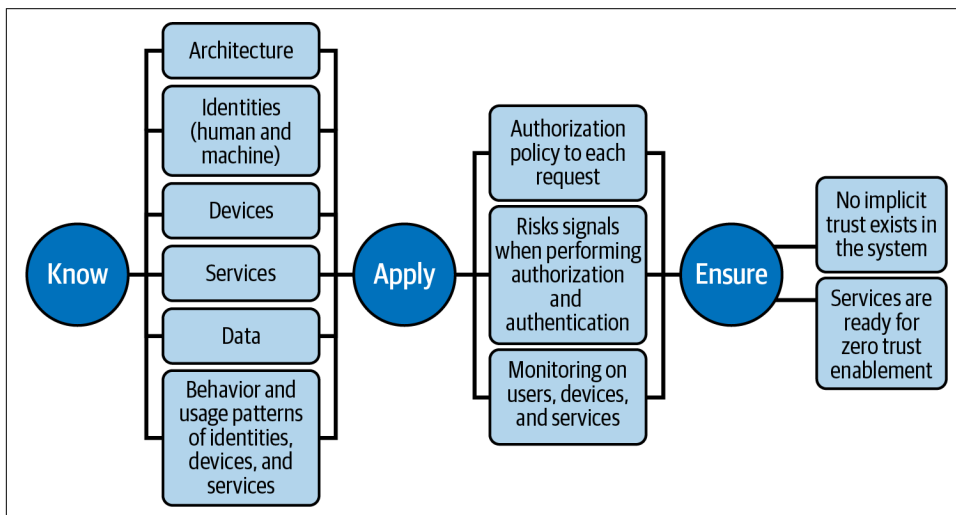 Know
Architecture
Identities
(human and
machine)
Devices
Services
Data
Behavior and
usage patterns
of identities,
devices, and
services
Apply
Authorization
policy to each
request
Risks signals
when performing
authorization
and
authentication
Monitoring on
users, devices,
and services
Ensure
No implicit
trust exists in
the system
Services are
ready for
zero trust
enablement